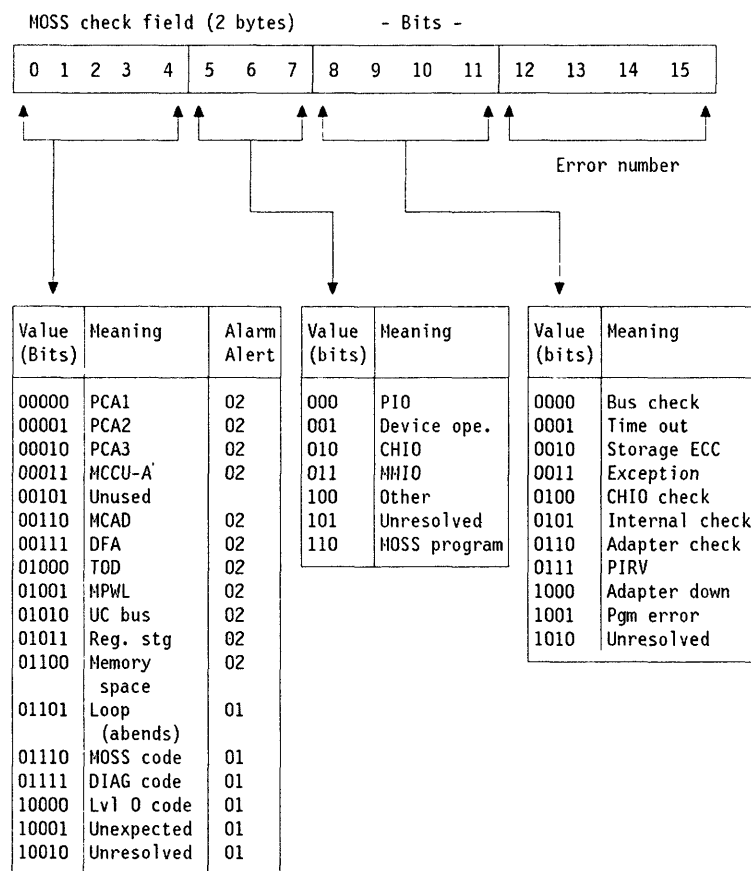 MOSS check field (2 bytes) - Bits -
0 1 2 3 4 5 6 7 8 9 10 11 12 13 14 15
Error number
Value Meaning Alarm
(Bits) Alert
00000 PCA1 02
00001 PCA2 02
00010 PCA3 02
00011 MCCU-A 02
00101 Unused
00110 MCAD 02
00111 DFA 02
01000 TOD 02
01001 MPWL 02
01010 UC bus 02
01011 Reg. stg 02
01100 Memory 02
space
01101 Loop 01
(abends)
01110 MOSS code 01
01111 DIAG code 01
10000 Lvl 0 code 01
10001 Unexpected 01
10010 Unresolved 01
Value Meaning
(bits)
000 PIO
001 Device ope.
010 CHIO
011 MMIO
100 Other
101 Unresolved
110 MOSS program
Value Meaning
(bits)
0000 Bus check
0001 Time out
0010 Storage ECC
0011 Exception
0100 CHIO check
0101 Internal check
0110 Adapter check
0111 PIRV
1000 Adapter down
1001 Pgm error
1010 Unresolved